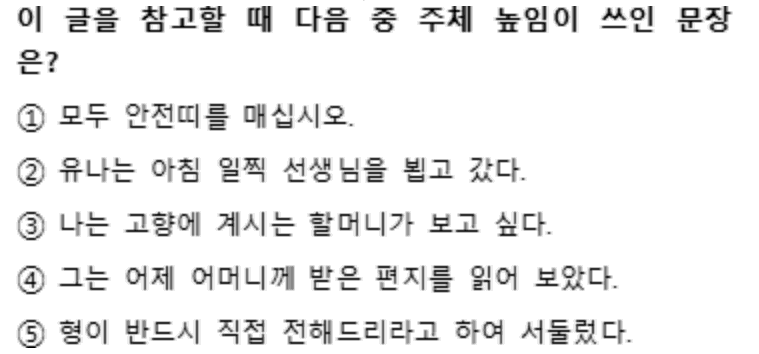 이 글을 참고할 때 다음 중 주체 높임이 쓰인 문장
은?
① 모두 안전띠를 매십시오.
② 유나는 아침 일찍 선생님을 뵙고 갔다.
③ 나는 고향에 계시는 할머니가 보고 싶다.
④ 그는 어제 어머니께 받은 편지를 읽어 보았다.
⑤ 형이 반드시 직접 전해드리라고 하여 서둘렀다.